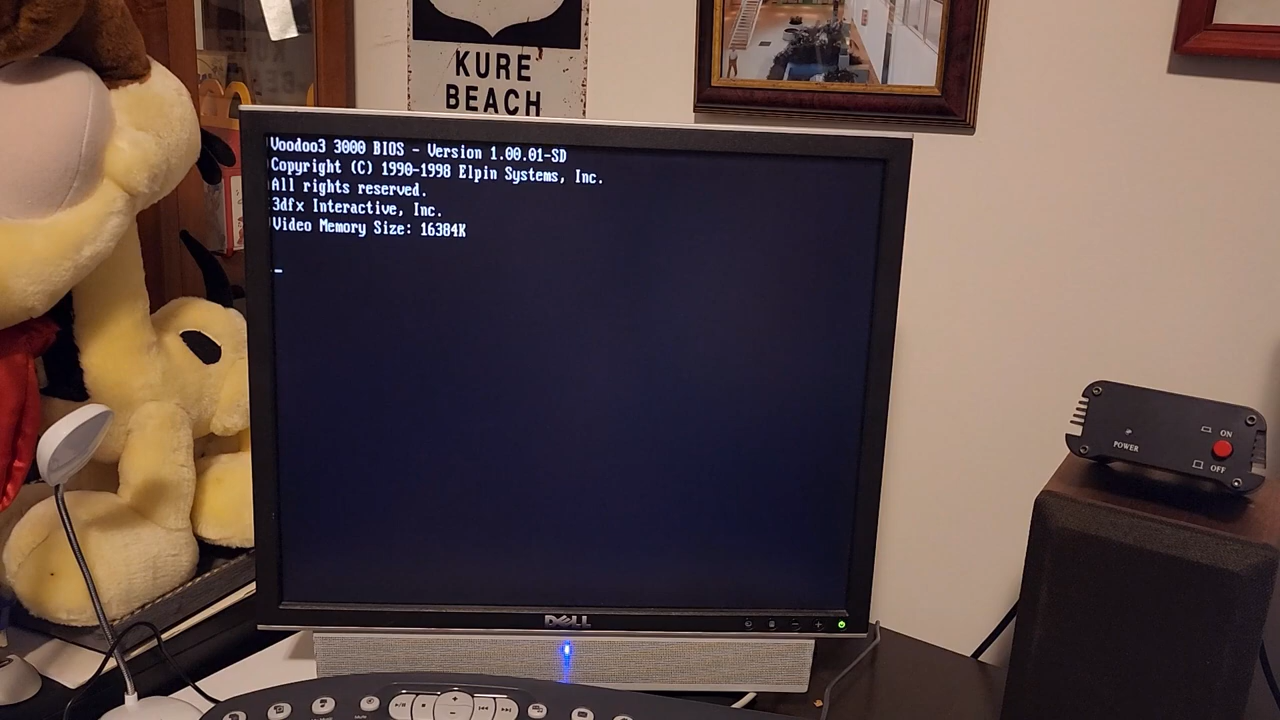 KURE
BEACH
Voodoo3 3000 BIOS - Version 1.00.01-SD
Copyright (C) 1990-1998 Elpin Systems, Inc.
All rights reserved.
3dfx Interactive, Inc.
Video Memory Size: 16384K
_
DELL
POWER
ON
OFF